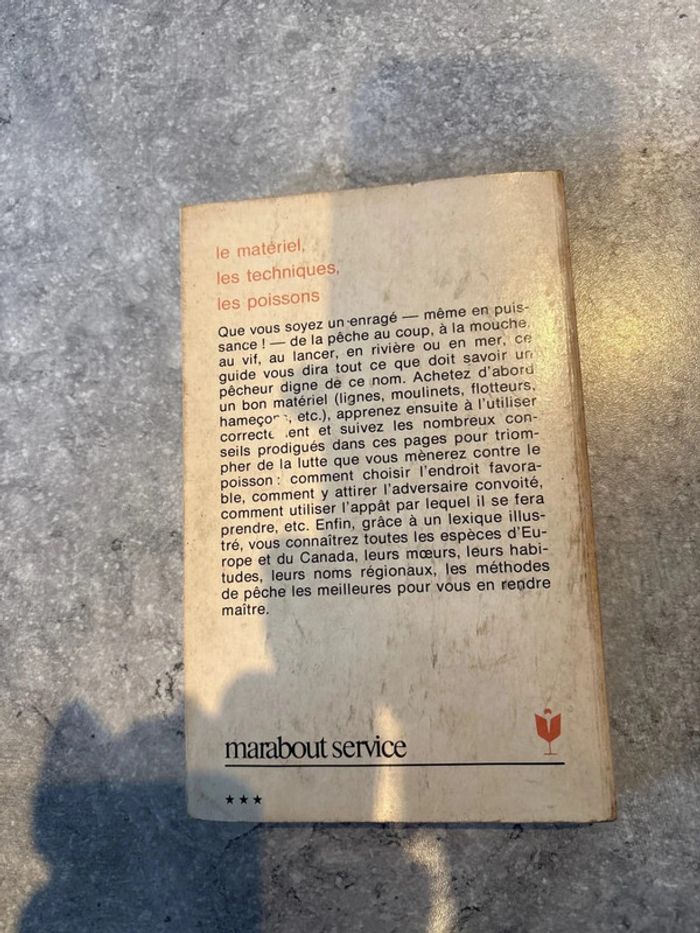 le matériel,
les techniques,
les poissons
Que vous soyez un enragé — même en puis-
sance ! — de la pêche au coup, à la mouche,
au vif, au lancer, en rivière ou en mer, ce
guide vous dira tout ce que doit savoir un
pêcheur digne de ce nom. Achetez d'abord
un bon matériel (lignes, moulinets, flotteurs,
hameçons, etc.), apprenez ensuite à l'utiliser
et suivez les nombreux con-
seils prodigués dans ces pages pour triom-
pher de la lutte que vous mènerez contre le
poisson : comment choisir l'endroit favora-
ble, comment y attirer l'adversaire convoité,
comment utiliser l'appât par lequel il se fera
prendre, etc. Enfin, grâce à un lexique illus-
tré, vous connaîtrez toutes les espèces d'Eu-
rope et du Canada, leurs mœurs, leurs habi-
tudes, leurs noms régionaux, les méthodes
de pêche les meilleures pour vous en rendre
maître.
marabout service
★★★